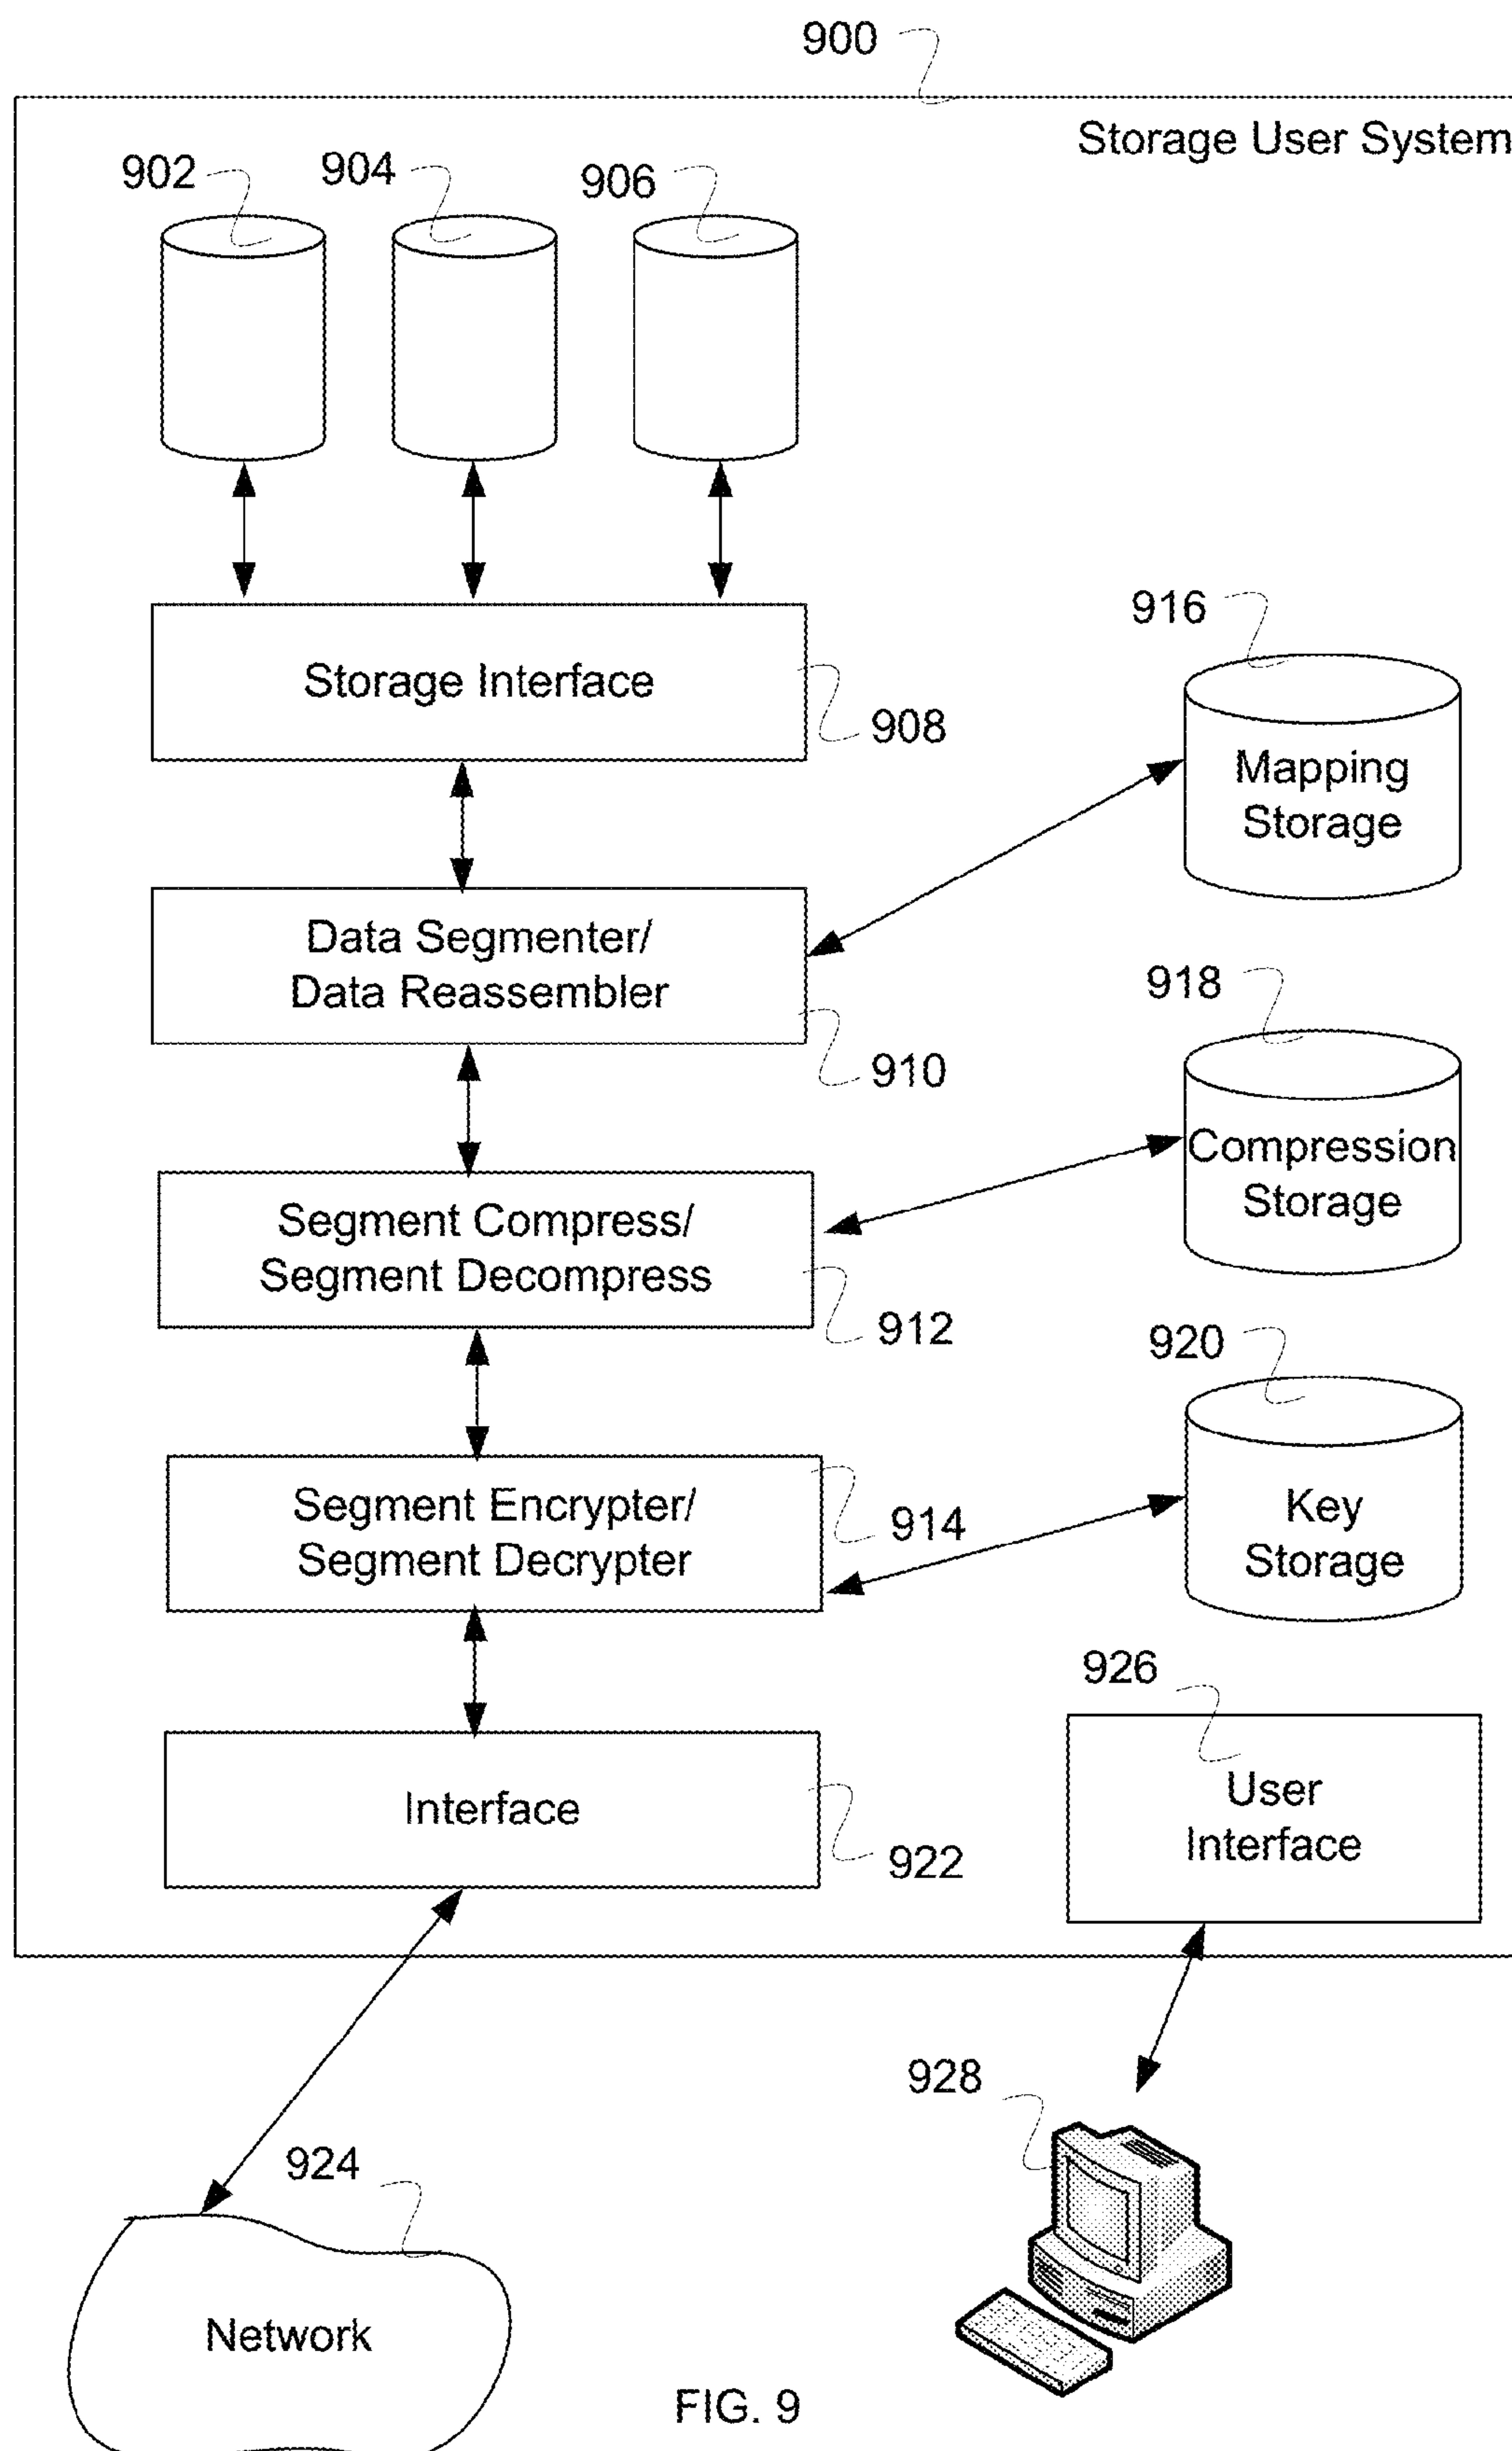 900
Storage User System
902
904
906
Storage Interface
908
916
Mapping
Storage
Data Segmenter/
Data Reassembler
910
918
Compression
Storage
Segment Compress/
Segment Decompress
912
920
Key
Storage
Segment Encrypter/
Segment Decrypter
914
926
User
Interface
Interface
922
928
924
Network
FIG. 9